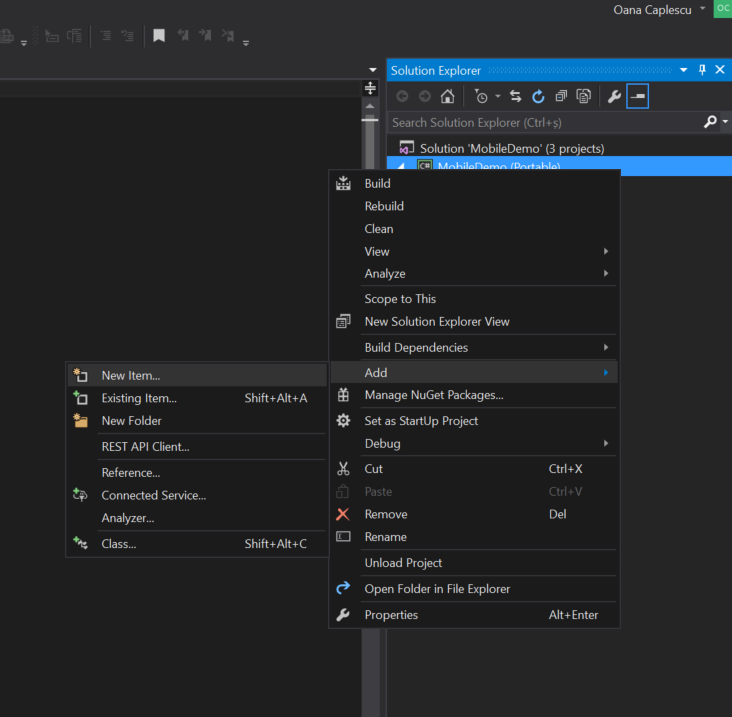 Oana Caplescu
OC
Solution Explorer
Search Solution Explorer (Ctrl+ș)
Solution 'MobileDemo' (3 projects)
C#
MobileDemo (Portable)
Build
Rebuild
Clean
View
Analyze
Scope to This
New Solution Explorer View
Build Dependencies
Add
Manage NuGet Packages...
Set as StartUp Project
Debug
Cut Ctrl+X
Paste Ctrl+V
Remove Del
Rename
Unload Project
Open Folder in File Explorer
Properties Alt+Enter
New Item...
Existing Item... Shift+Alt+A
New Folder
REST API Client...
Reference...
Connected Service...
Analyzer...
Class... Shift+Alt+C